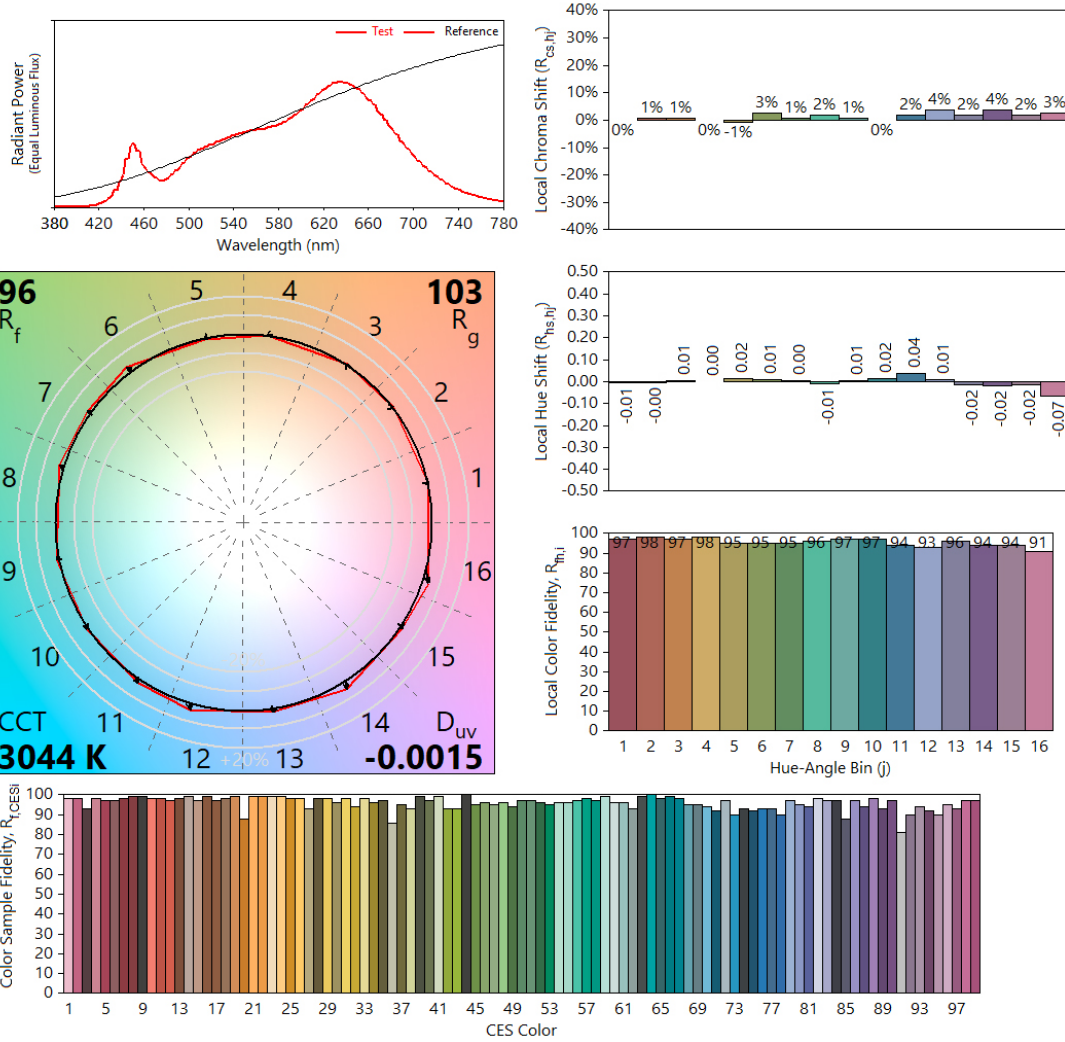 Radiant Power
(Equal Luminous Flux)
Test
Reference
380 420 460 500 540 580 620 660 700 740 780
Wavelength (nm)
Local Chroma Shift (Rcs,hj)
40%
30%
20%
10%
0%
-10%
-20%
-30%
-40%
0% 1% 1% 0% -1% 3% 1% 2% 1% 0% 2% 4% 2% 4% 2% 3%
96
Rf
103
Rg
CCT
3044 K
Duv
-0.0015
+20%
1
2
3
4
5
6
7
8
9
10
11
12
13
14
15
16
Local Hue Shift (Rhs,hj)
0.50
0.40
0.30
0.20
0.10
0.00
-0.10
-0.20
-0.30
-0.40
-0.50
-0.01 -0.00 0.01 0.00 0.02 0.01 0.00 -0.01 0.01 0.02 0.04 0.01 -0.02 -0.02 -0.02 -0.07
Local Color Fidelity, Rfh,i
100
90
80
70
60
50
40
30
20
10
0
97 98 97 98 95 95 95 96 97 97 94 93 96 94 94 91
1 2 3 4 5 6 7 8 9 10 11 12 13 14 15 16
Hue-Angle Bin (j)
Color Sample Fidelity, Rf,CESi
100
90
80
70
60
50
40
30
20
10
0
1 5 9 13 17 21 25 29 33 37 41 45 49 53 57 61 65 69 73 77 81 85 89 93 97
CES Color